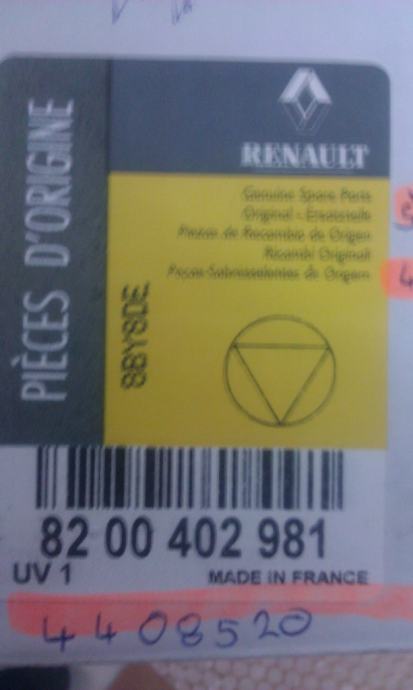 PIÈCES D'ORIGINE
RENAULT
Genuine Spare Parts
Original - Ersatzteile
Piezas de Recambio de Origen
Ricambi Originali
Peças Sobresselentes de Origem
8BY8DE
82 00 402 981
UV 1
MADE IN FRANCE
4408520